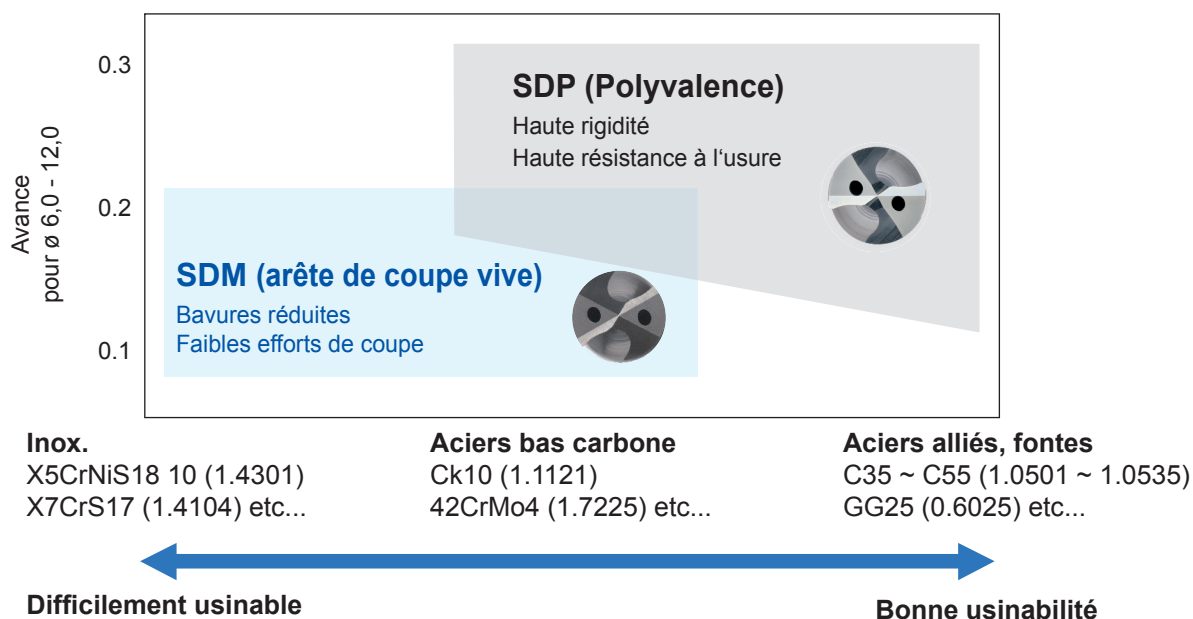 0.3
0.2
0.1
Avance
pour ø 6,0 - 12,0
SDP (Polyvalence)
Haute rigidité
Haute résistance à l‘usure
SDM (arête de coupe vive)
Bavures réduites
Faibles efforts de coupe
Inox.
X5CrNiS18 10 (1.4301)
X7CrS17 (1.4104) etc...
Aciers bas carbone
Ck10 (1.1121)
42CrMo4 (1.7225) etc...
Aciers alliés, fontes
C35 ~ C55 (1.0501 ~ 1.0535)
GG25 (0.6025) etc...
Difficilement usinable
Bonne usinabilité